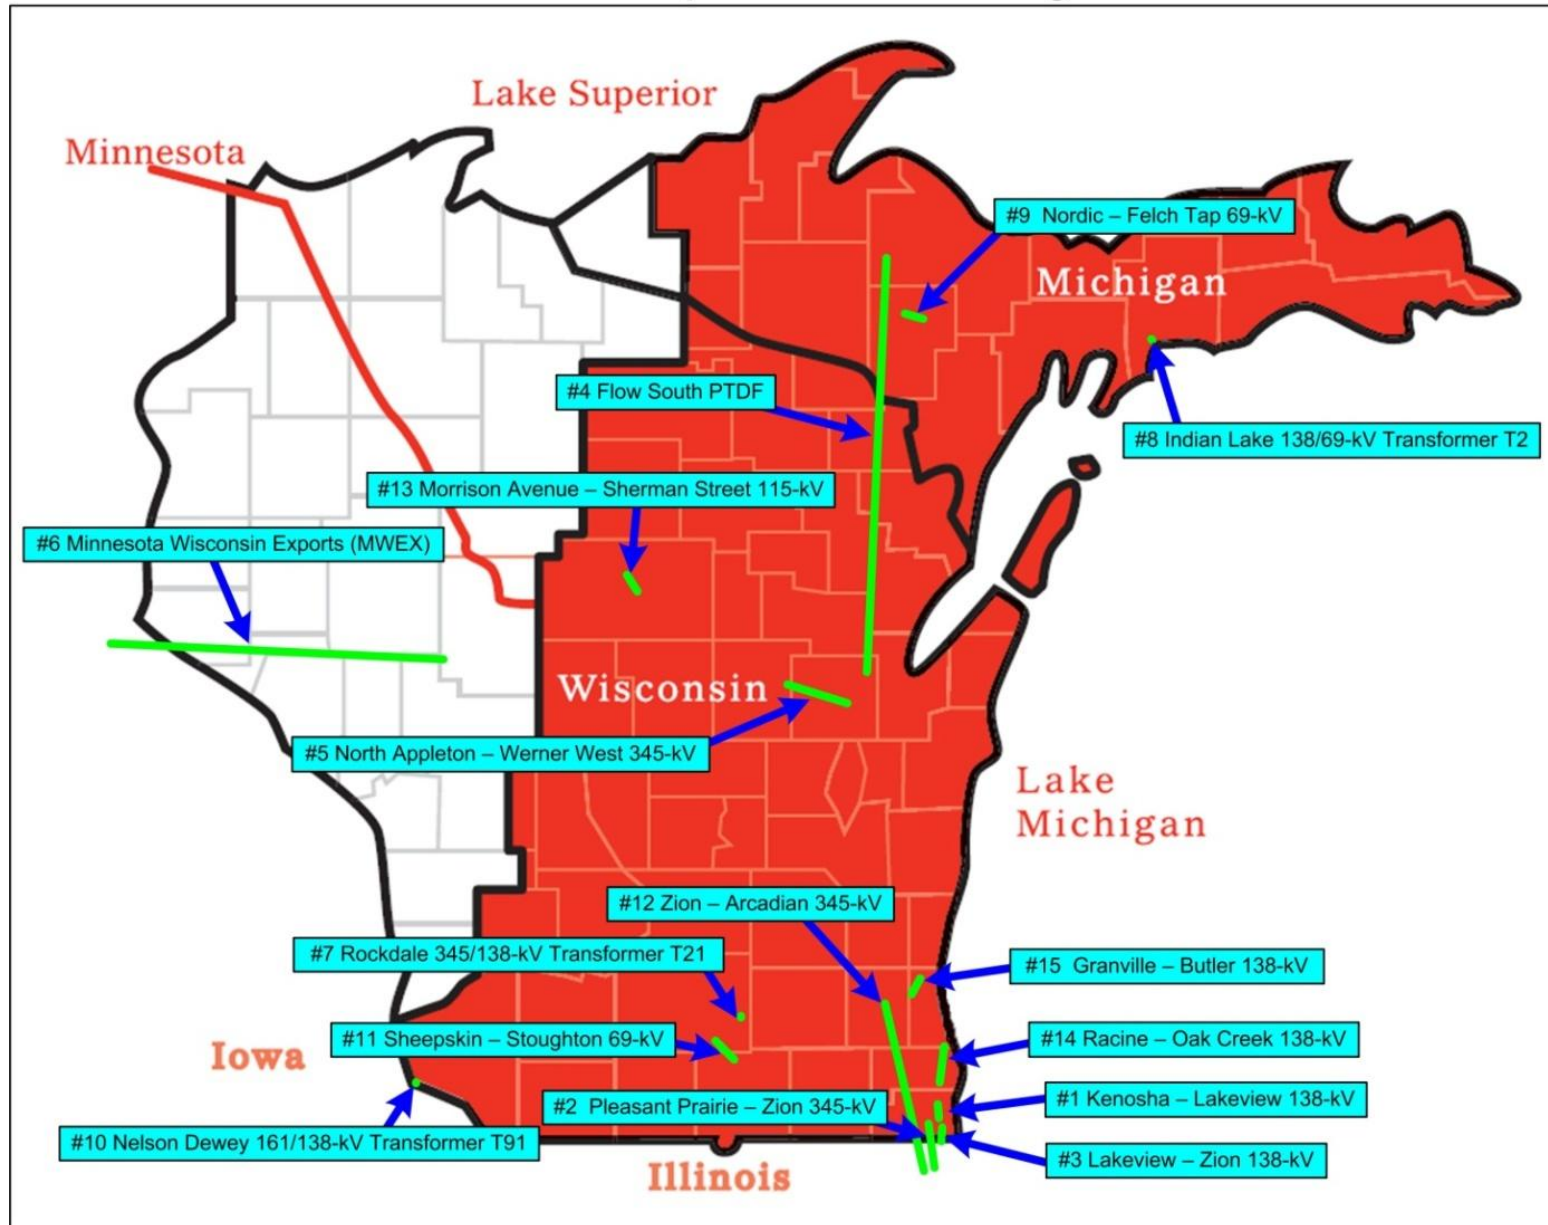 Lake Superior
Minnesota
#9  Nordic – Felch Tap 69-kV
Michigan
#4 Flow South PTDF
#8 Indian Lake 138/69-kV Transformer T2
#13 Morrison Avenue – Sherman Street 115-kV
#6 Minnesota Wisconsin Exports (MWEX)
Wisconsin
#5 North Appleton – Werner West 345-kV
Lake
Michigan
#12 Zion – Arcadian 345-kV
#7 Rockdale 345/138-kV Transformer T21
#15  Granville – Butler 138-kV
#11 Sheepskin – Stoughton 69-kV
#14 Racine – Oak Creek 138-kV
Iowa
#2  Pleasant Prairie – Zion 345-kV
#1 Kenosha – Lakeview 138-kV
#10 Nelson Dewey 161/138-kV Transformer T91
#3 Lakeview – Zion 138-kV
Illinois